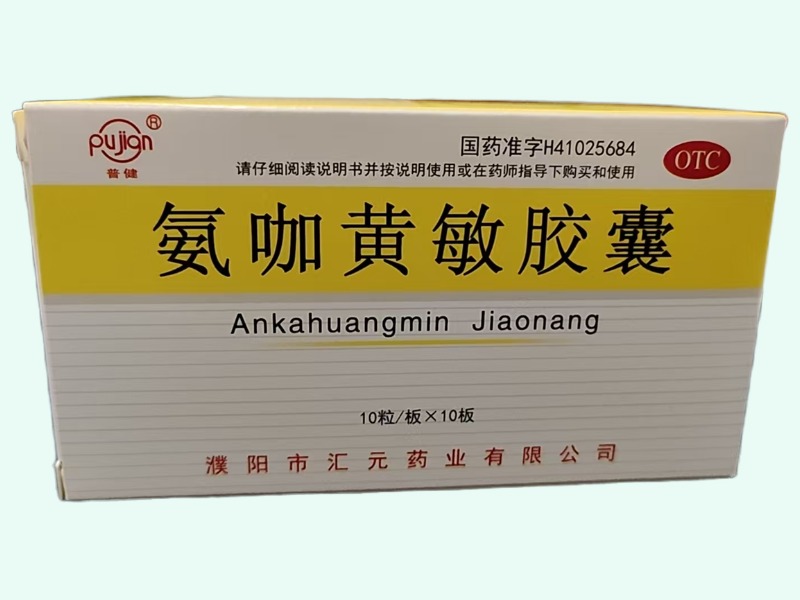 pujian®
普健
国药准字H41025684
OTC
请仔细阅读说明书并按说明使用或在药师指导下购买和使用
氨咖黄敏胶囊
Ankahuangmin Jiaonang
10粒/板×10板
濮阳市汇元药业有限公司